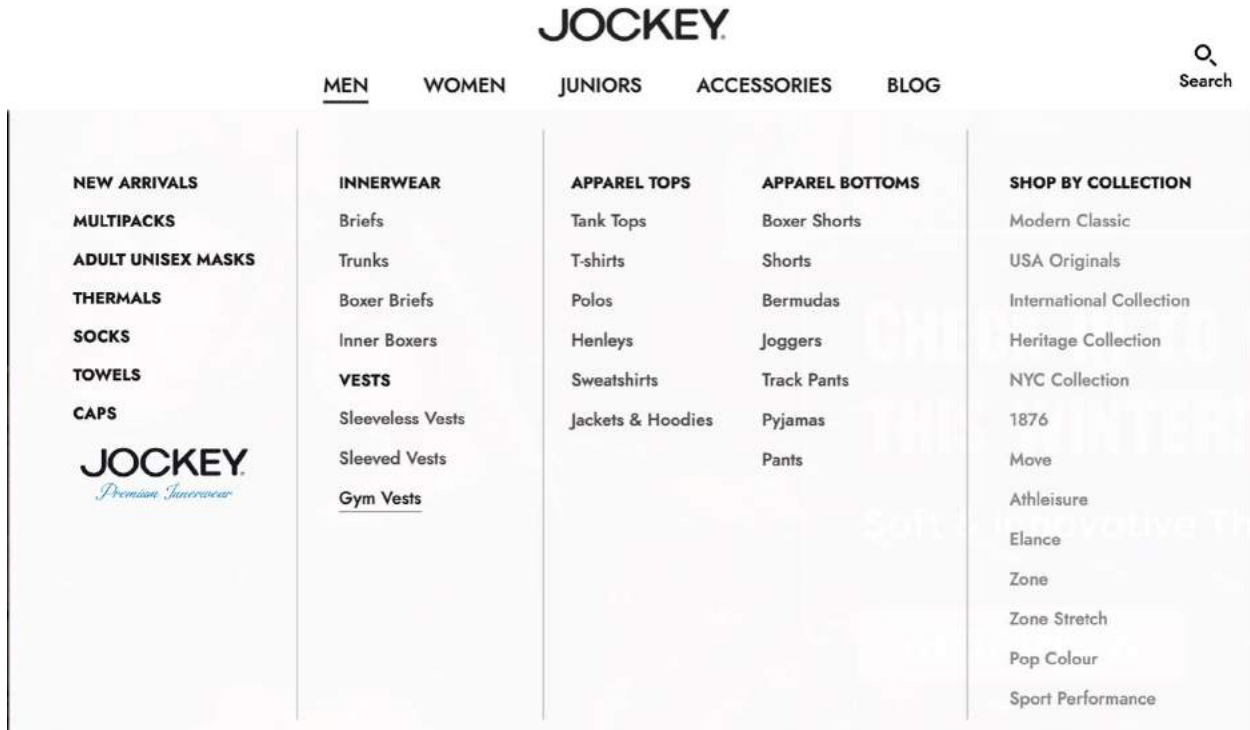 JOCKEY
Search
MEN WOMEN JUNIORS ACCESSORIES BLOG
NEW ARRIVALS
MULTIPACKS
ADULT UNISEX MASKS
THERMALS
SOCKS
TOWELS
CAPS
JOCKEY
Premium Innerwear
INNERWEAR
Briefs
Trunks
Boxer Briefs
Inner Boxers
VESTS
Sleeveless Vests
Sleeved Vests
Gym Vests
APPAREL TOPS
Tank Tops
T-shirts
Polos
Henleys
Sweatshirts
Jackets & Hoodies
APPAREL BOTTOMS
Boxer Shorts
Shorts
Bermudas
Joggers
Track Pants
Pyjamas
Pants
SHOP BY COLLECTION
Modern Classic
USA Originals
International Collection
Heritage Collection
NYC Collection
1876
Move
Athleisure
Elance
Zone
Zone Stretch
Pop Colour
Sport Performance
THIS WINTER!